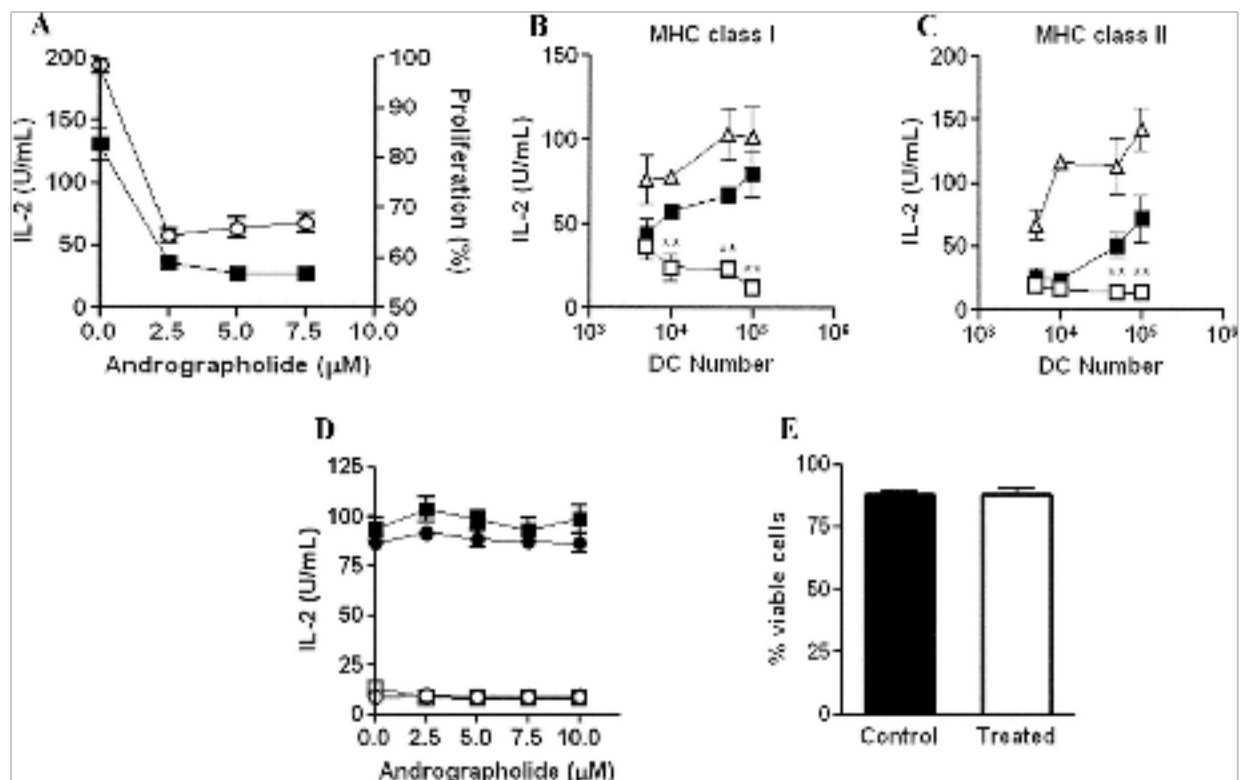 A
IL-2 (U/mL)
200
150
100
50
0
100
90
80
70
60
50
Proliferation (%)
0.0 2.5 5.0 7.5 10.0
Andrographolide (μM)
B
MHC class I
IL-2 (U/mL)
150
100
50
0
**
**
**
10³ 10⁴ 10⁵ 10⁶
DC Number
C
MHC class II
IL-2 (U/mL)
200
150
100
50
0
** **
10³ 10⁴ 10⁵ 10⁶
DC Number
D
IL-2 (U/mL)
125
100
75
50
25
0
0.0 2.5 5.0 7.5 10.0
Andrographolide (μM)
E
% viable cells
100
75
50
25
0
Control Treated